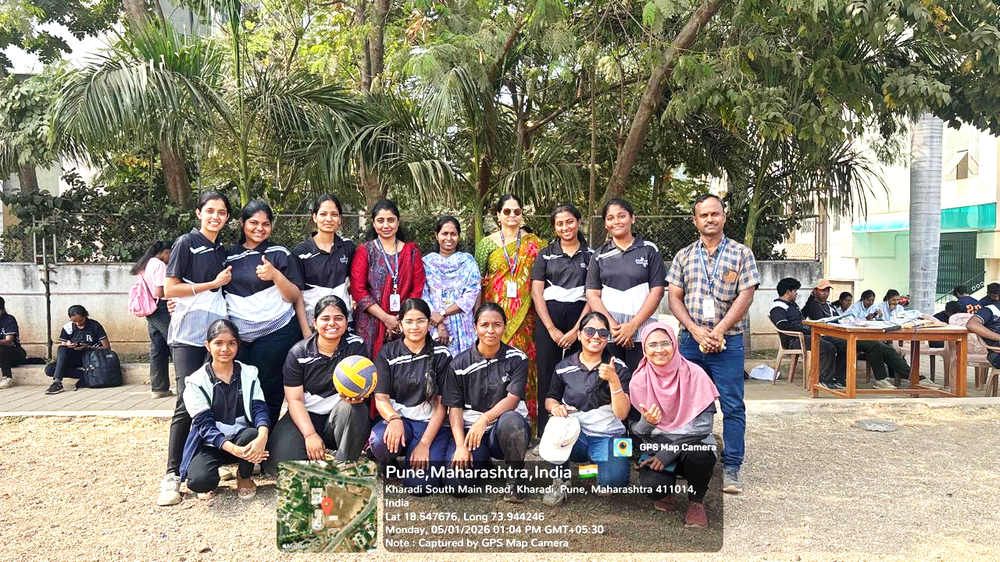 GPS Map Camera
Pune,Maharashtra,India
Kharadi South Main Road, Kharadi, Pune, Maharashtra 411014,
India
Lat 18.547676, Long 73.944246
Monday, 05/01/2026 01:04 PM GMT+05:30
Note : Captured by GPS Map Camera